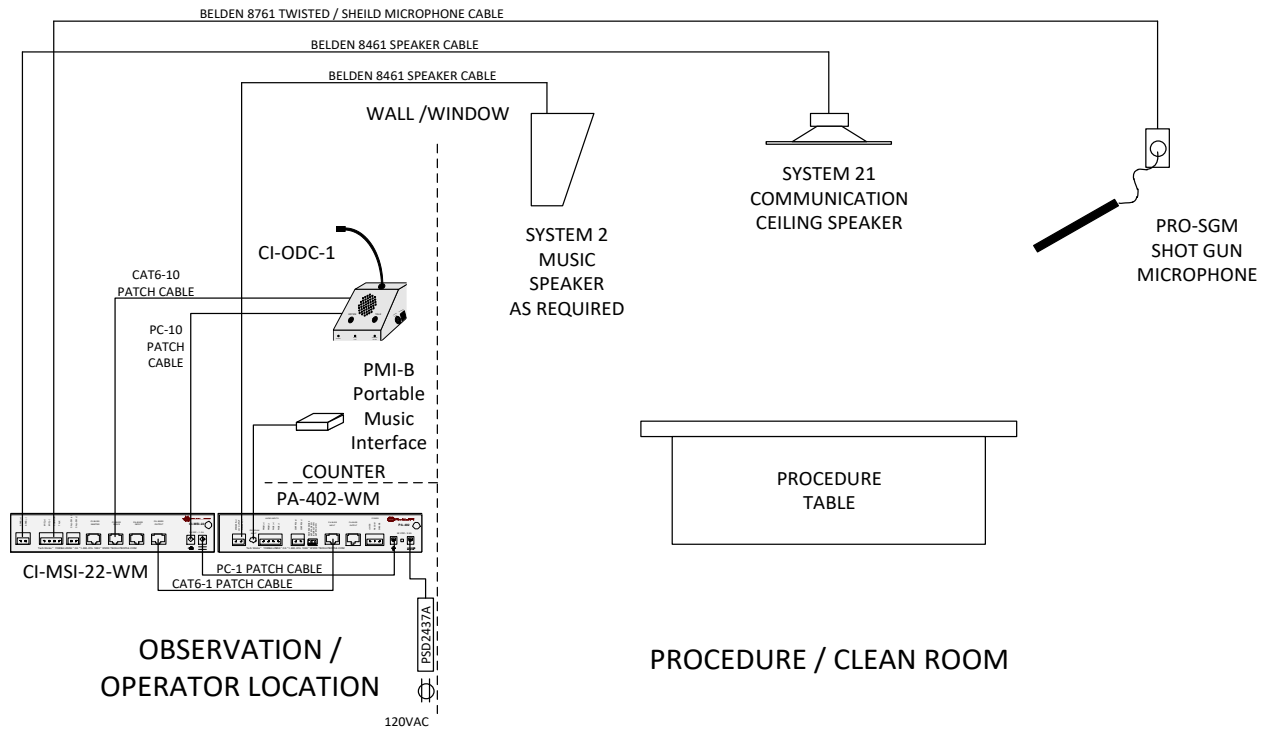 BELDEN 8761 TWISTED / SHEILD MICROPHONE CABLE
BELDEN 8461 SPEAKER CABLE
BELDEN 8461 SPEAKER CABLE
WALL /WINDOW
SYSTEM 21
COMMUNICATION
CEILING SPEAKER
PRO-SGM
SHOT GUN
MICROPHONE
SYSTEM 2
MUSIC
SPEAKER
AS REQUIRED
CI-ODC-1
CAT6-10
PATCH CABLE
PC-10
PATCH
CABLE
PMI-B
Portable
Music
Interface
COUNTER
PA-402-WM
PROCEDURE
TABLE
CI-MSI-22-WM
PC-1 PATCH CABLE
CAT6-1 PATCH CABLE
PSD2437A
OBSERVATION /
OPERATOR LOCATION
PROCEDURE / CLEAN ROOM
120VAC